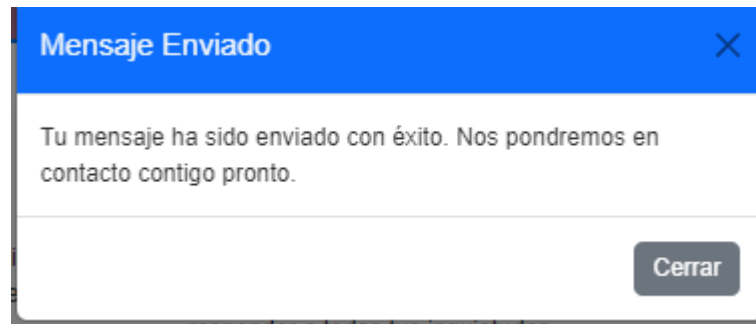 Mensaje Enviado
Tu mensaje ha sido enviado con éxito. Nos pondremos en
contacto contigo pronto.
Cerrar